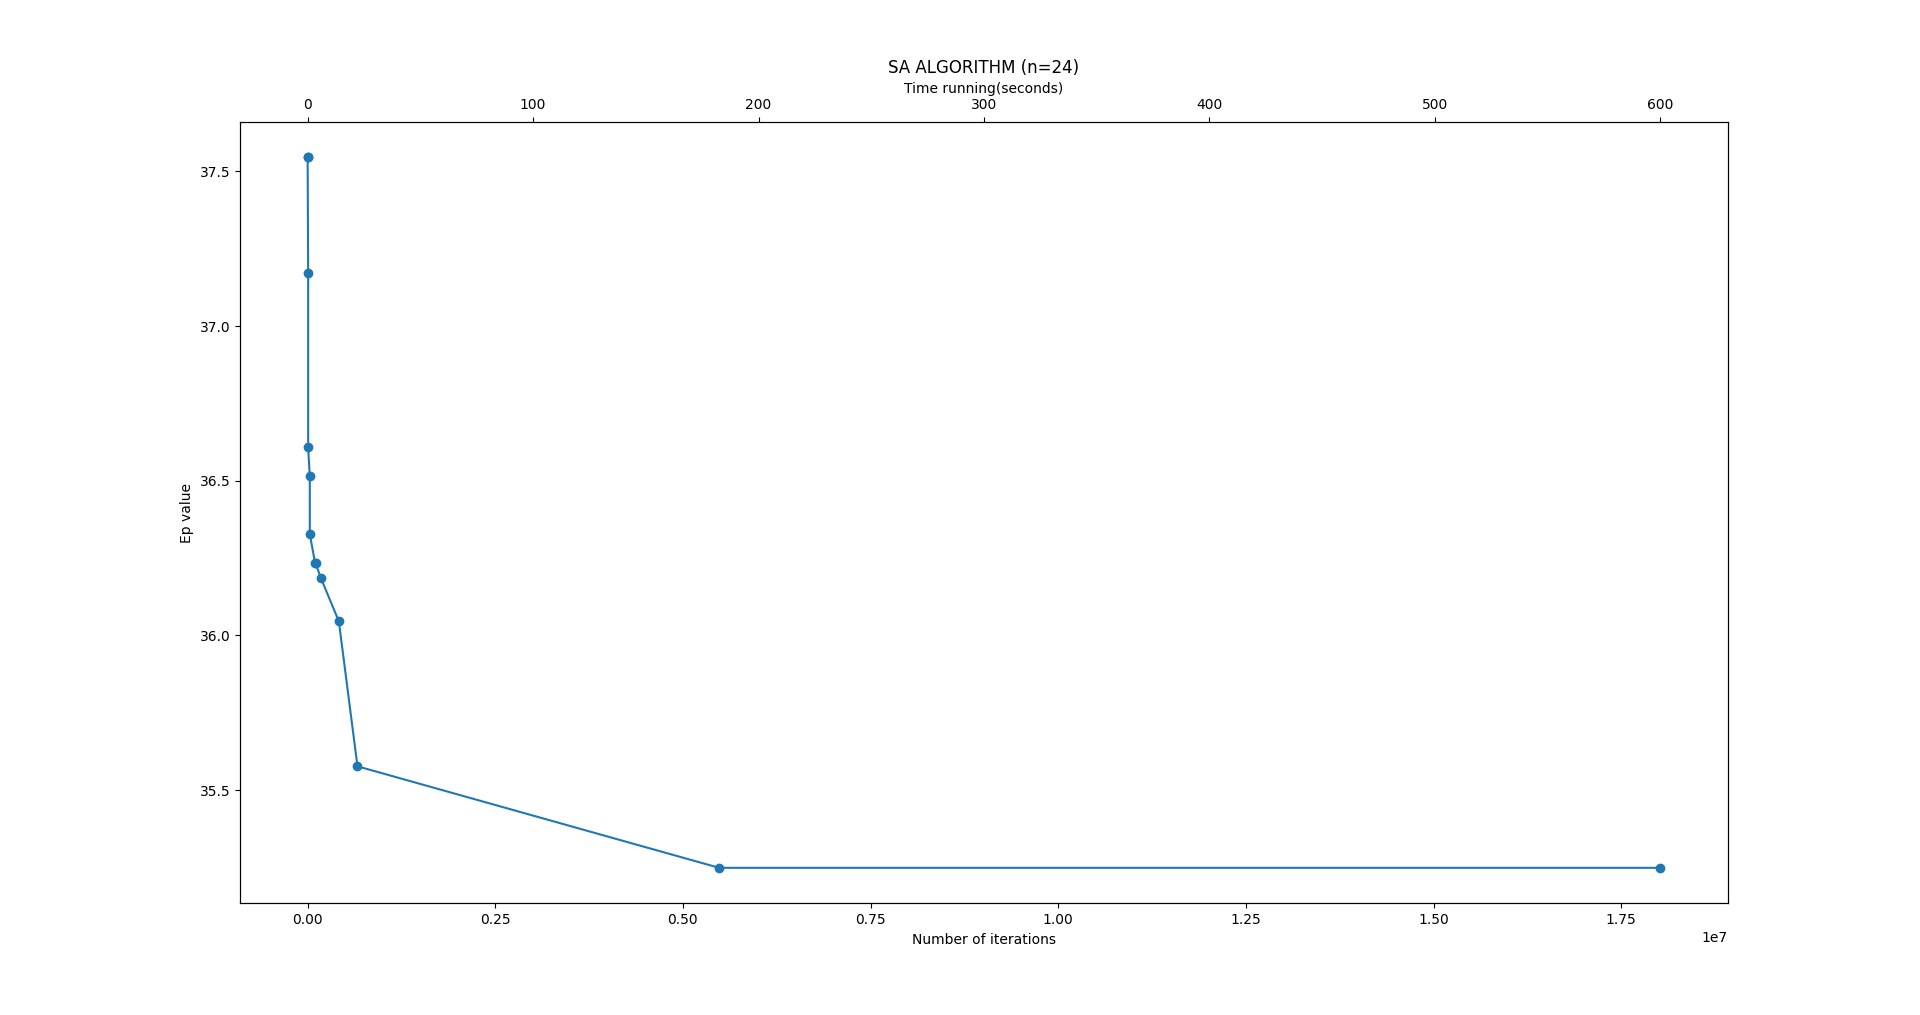 SA ALGORITHM (n=24)
Time running(seconds)
0 100 200 300 400 500 600
37.5
37.0
36.5
36.0
35.5
Ep value
0.00 0.25 0.50 0.75 1.00 1.25 1.50 1.75
Number of iterations
1e7